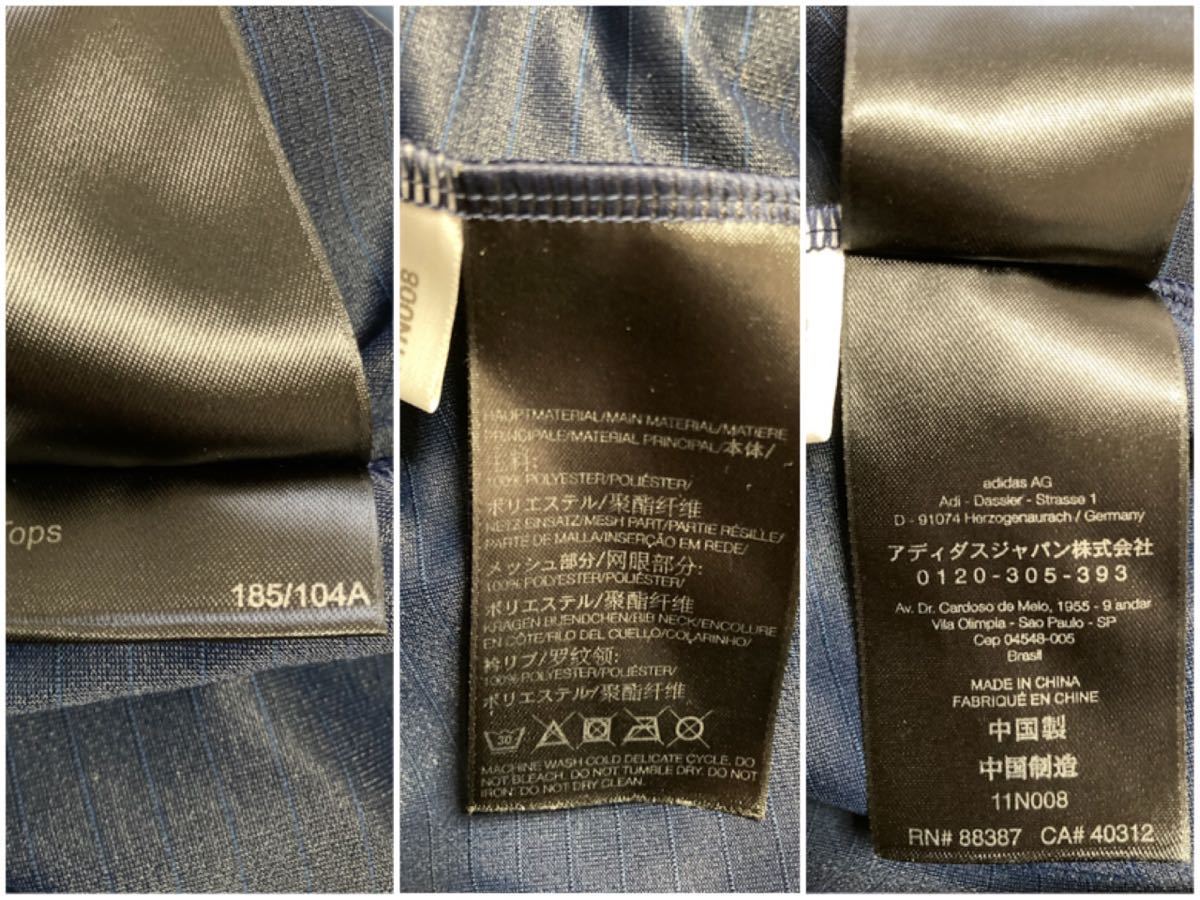 Tops
185/104A
N008
HAUPTMATERIAL/MAIN MATERIAL/MATIERE
PRINCIPALE/MATERIAL PRINCIPAL/本体/
主料:
100% POLYESTER/POLIÉSTER/
ポリエステル/聚酯纤维
NETZ EINSATZ/MESH PART/PARTIE RÉSILLE/
PARTE DE MALLA/INSERÇÃO EM REDE/
メッシュ部分/网眼部分:
100% POLYESTER/POLIÉSTER/
ポリエステル/聚酯纤维
KRAGEN BUENDCHEN/BIB NECK/ENCOLURE
EN CÔTE/FILO DEL CUELLO/COLARINHO/
衿リブ/罗纹领:
100% POLYESTER/POLIÉSTER/
ポリエステル/聚酯纤维
30
MACHINE WASH COLD DELICATE CYCLE. DO
NOT BLEACH. DO NOT TUMBLE DRY. DO NOT
IRON. DO NOT DRY CLEAN.
adidas AG
Adi - Dassler - Strasse 1
D - 91074 Herzogenaurach / Germany
アディダスジャパン株式会社
0120-305-393
Av. Dr. Cardoso de Melo, 1955 - 9 andar
Vila Olimpia - Sao Paulo - SP
Cep 04548-005
Brasil
MADE IN CHINA
FABRIQUÉ EN CHINE
中国製
中国制造
11N008
RN# 88387 CA# 40312